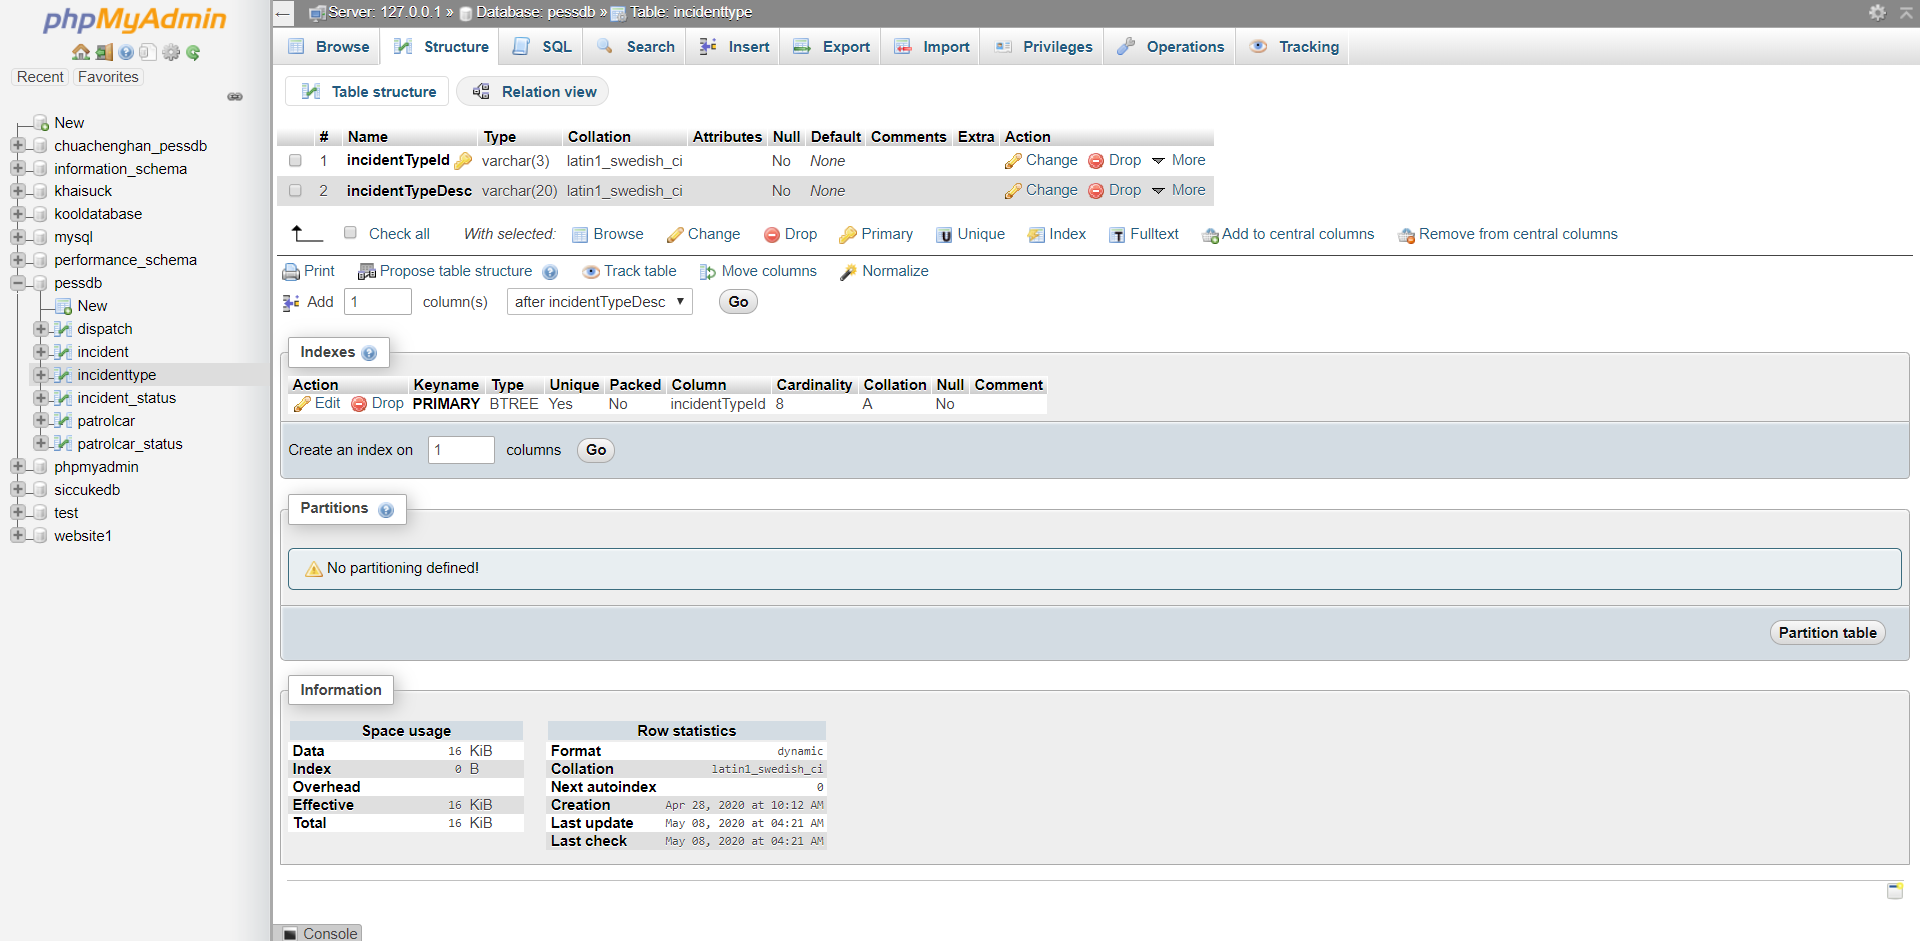 phpMyAdmin
Recent Favorites
New
chuachenghan_pessdb
information_schema
khaisuck
kooldatabase
mysql
performance_schema
pessdb
New
dispatch
incident
incidenttype
incident_status
patrolcar
patrolcar_status
phpmyadmin
siccukedb
test
website1
Server: 127.0.0.1 » Database: pessdb » Table: incidenttype
Browse Structure SQL Search Insert Export Import Privileges Operations Tracking
Table structure Relation view
# Name Type Collation Attributes Null Default Comments Extra Action
1 incidentTypeId varchar(3) latin1_swedish_ci No None Change Drop More
2 incidentTypeDesc varchar(20) latin1_swedish_ci No None Change Drop More
Check all With selected: Browse Change Drop Primary Unique Index Fulltext Add to central columns Remove from central columns
Print Propose table structure Track table Move columns Normalize
Add 1 column(s) after incidentTypeDesc Go
Indexes
Action Keyname Type Unique Packed Column Cardinality Collation Null Comment
Edit Drop PRIMARY BTREE Yes No incidentTypeId 8 A No
Create an index on 1 columns Go
Partitions
No partitioning defined!
Partition table
Information
Space usage
Data 16 KiB
Index 0 B
Overhead
Effective 16 KiB
Total 16 KiB
Row statistics
Format dynamic
Collation latin1_swedish_ci
Next autoindex 0
Creation Apr 28, 2020 at 10:12 AM
Last update May 08, 2020 at 04:21 AM
Last check May 08, 2020 at 04:21 AM
Console